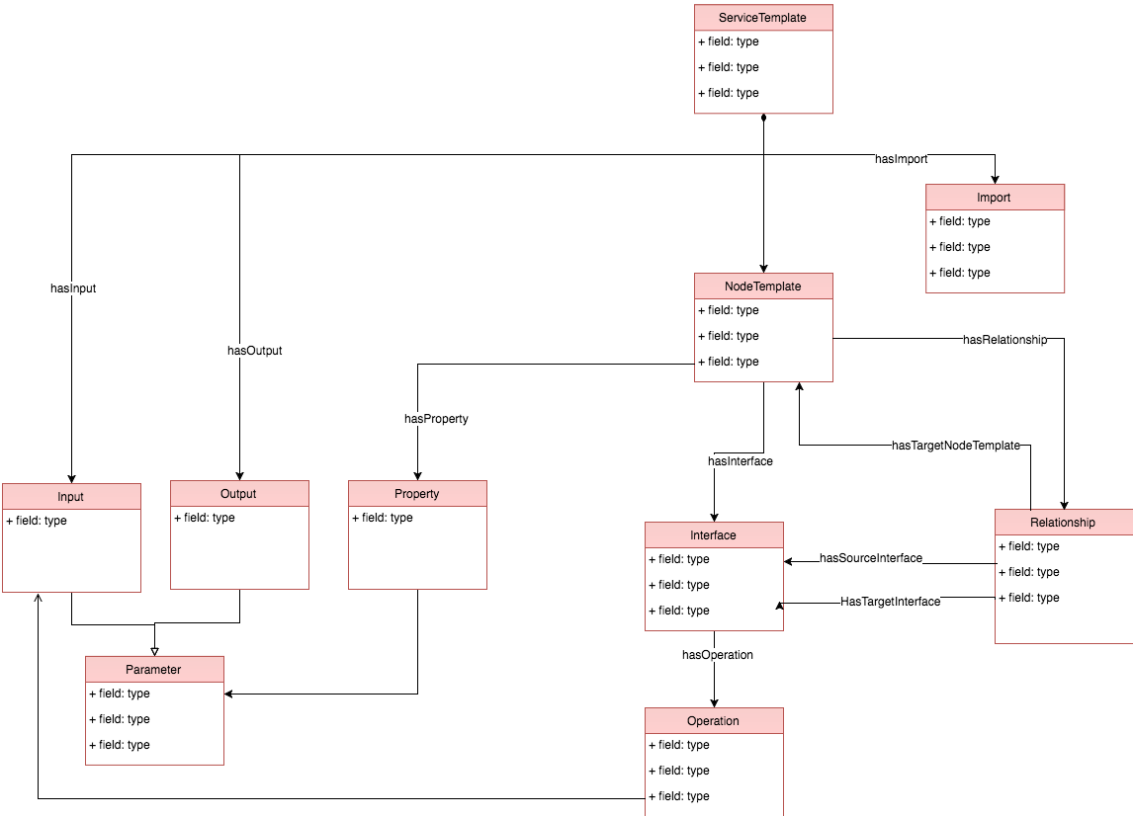 ServiceTemplate
+ field: type
+ field: type
+ field: type
hasImport
Import
+ field: type
+ field: type
+ field: type
hasInput
hasOutput
NodeTemplate
+ field: type
+ field: type
+ field: type
hasRelationship
hasProperty
hasTargetNodeTemplate
hasInterface
Input
+ field: type
Output
+ field: type
Property
+ field: type
Interface
+ field: type
+ field: type
+ field: type
hasSourceInterface
HasTargetInterface
Relationship
+ field: type
+ field: type
+ field: type
hasOperation
Parameter
+ field: type
+ field: type
+ field: type
Operation
+ field: type
+ field: type
+ field: type